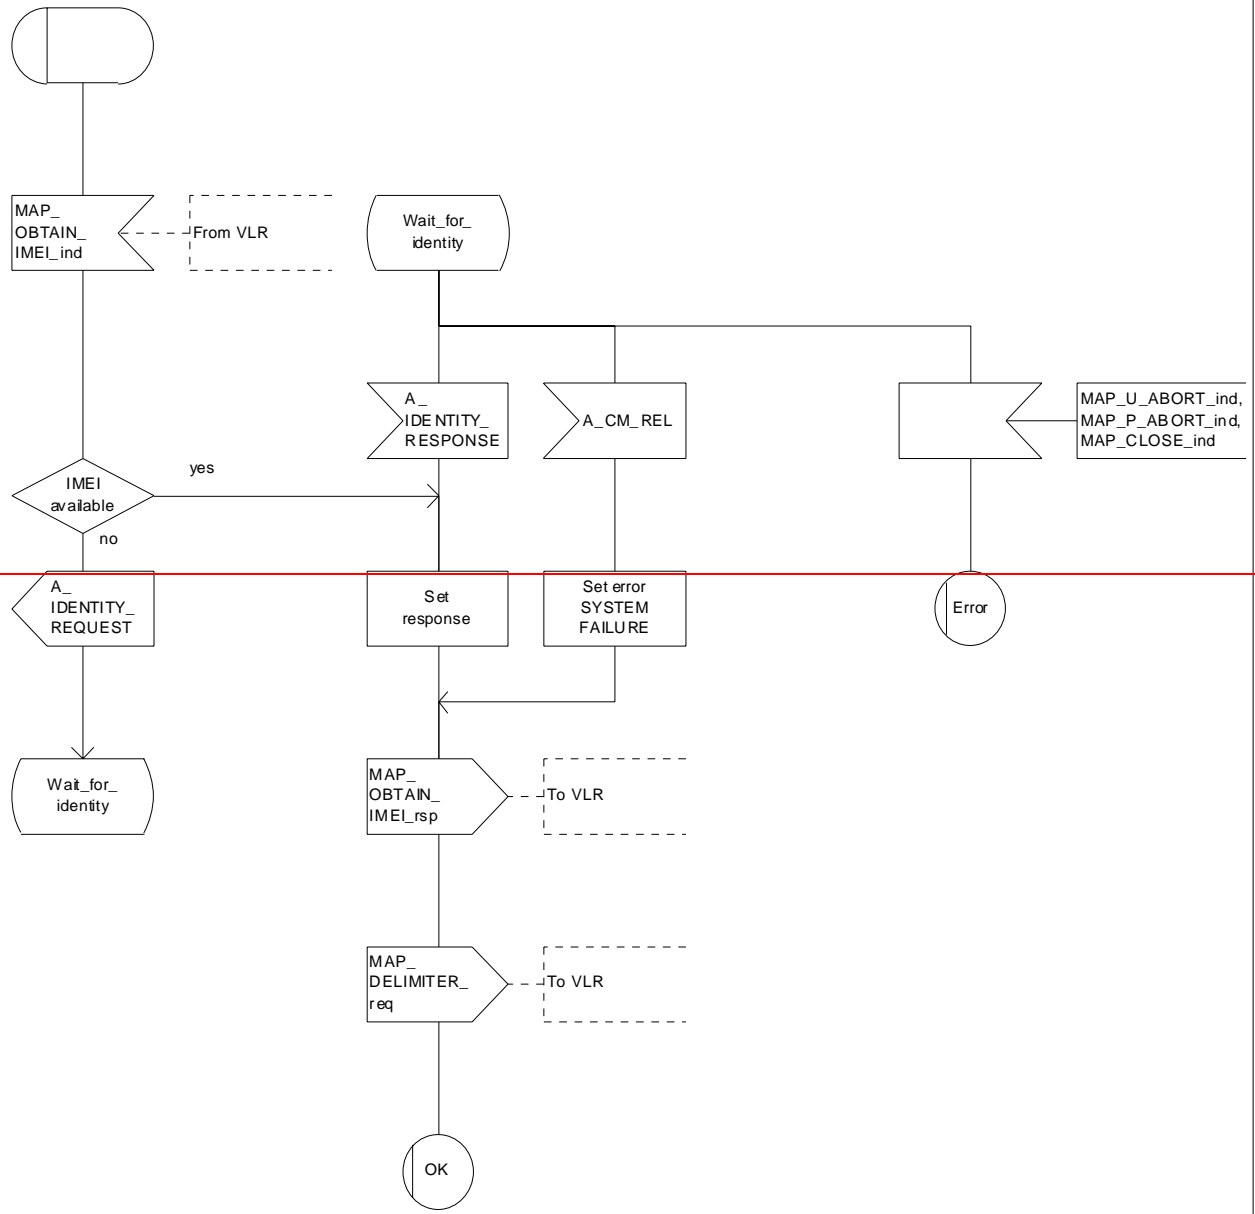 MAP_
OBTAIN_
IMEI_ind
From VLR
Wait_for_
identity
A_
IDENTITY_
RESPONSE
A_CM_REL
MAP_U_ABORT_ind,
MAP_P_ABORT_ind,
MAP_CLOSE_ind
IMEI
available
yes
no
A_
IDENTITY_
REQUEST
Set
response
Set error
SYSTEM
FAILURE
Error
Wait_for_
identity
MAP_
OBTAIN_
IMEI_rsp
To VLR
MAP_
DELIMITER_
req
To VLR
OK